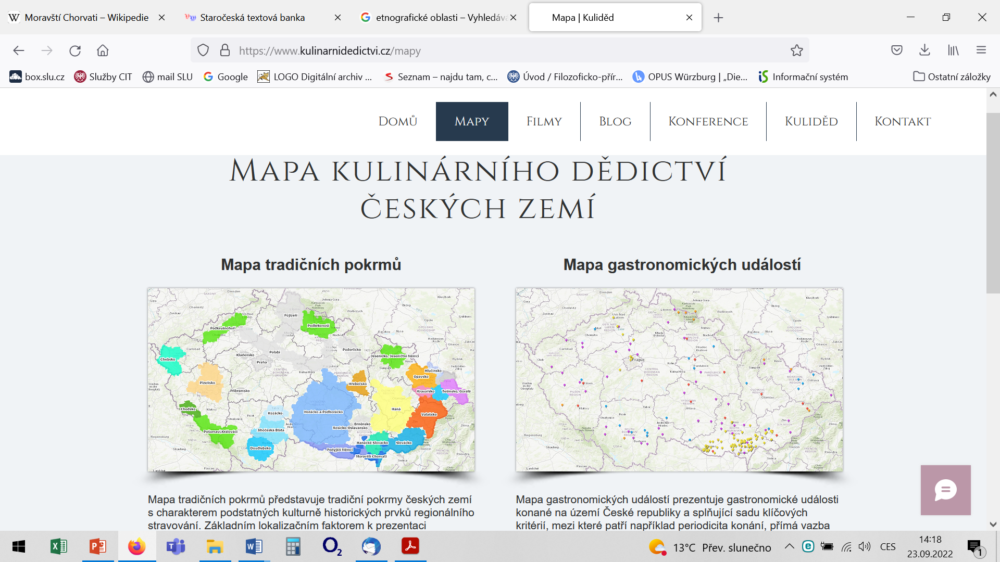 Moravští Chorvati – Wikipedie
Staročeská textová banka
etnografické oblasti – Vyhledává
Mapa | Kuliděd
https://www.kulinarnidedictvi.cz/mapy
box.slu.cz
Služby CIT
mail SLU
Google
LOGO Digitální archiv ...
Seznam – najdu tam, c...
Úvod / Filozoficko-přír...
OPUS Würzburg | „Die...
Informační systém
Ostatní záložky
Domů
Mapy
Filmy
Blog
Konference
Kuliděd
Kontakt
Mapa kulinárního dědictví
českých zemí
Mapa tradičních pokrmů
Podkrušnohoří
Pojizeří
Podkrkonoší
Chebsko
Kladensko
Polabí
Praha
Podorlicko
Jesenicko, Jeseničtí Němci
Plzeňsko
Příbramsko
Hřebečsko
Opavsko
Hlučínsko
Kravařsko
Těšínsko, Goralé
Chodsko
Kozácko
Horácko a Podhorácko
Haná
Valašsko
Pošumaví, Králováci
Jihočeská Blata
Brněnsko
Rosicko-Oslavansko
Doudlebsko
Podyjští Němci
Hanácké Slovácko
Slovácko
Moravští Chorvati
Mapa gastronomických událostí
Prague
Mapa tradičních pokrmů představuje tradiční pokrmy českých zemí
s charakterem podstatných kulturně historických prvků regionálního
stravování. Základním lokalizačním faktorem k prezentaci
Mapa gastronomických událostí prezentuje gastronomické události
konané na území České republiky a splňující sadu klíčových
kritérií, mezi které patří například periodicita konání, přímá vazba
13°C Přev. slunečno
CES
14:18
23.09.2022
1